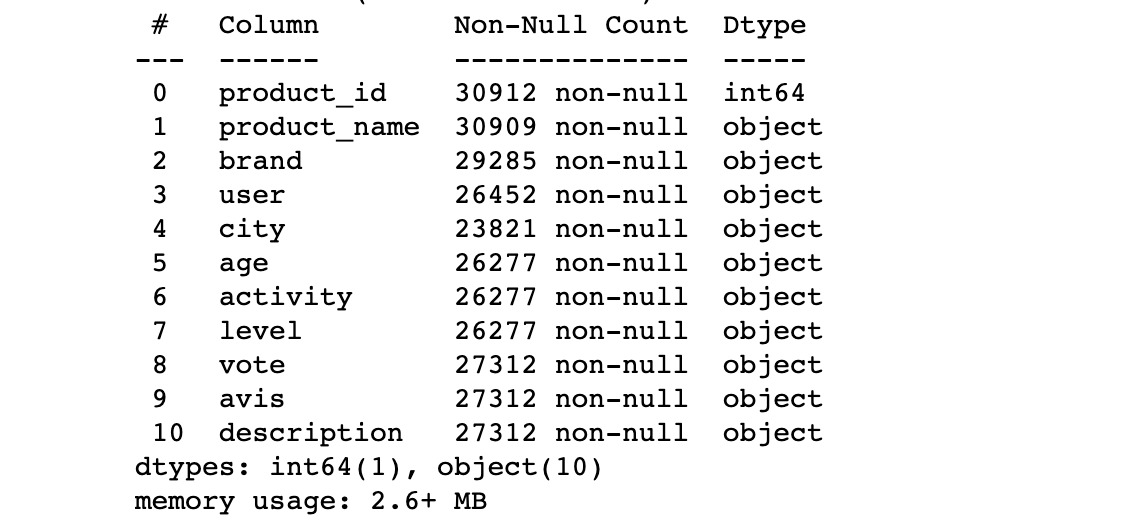 #   Column        Non-Null Count  Dtype
---  ------        --------------  -----
0   product_id    30912 non-null  int64
1   product_name  30909 non-null  object
2   brand         29285 non-null  object
3   user          26452 non-null  object
4   city          23821 non-null  object
5   age           26277 non-null  object
6   activity      26277 non-null  object
7   level         26277 non-null  object
8   vote          27312 non-null  object
9   avis          27312 non-null  object
10  description   27312 non-null  object
dtypes: int64(1), object(10)
memory usage: 2.6+ MB